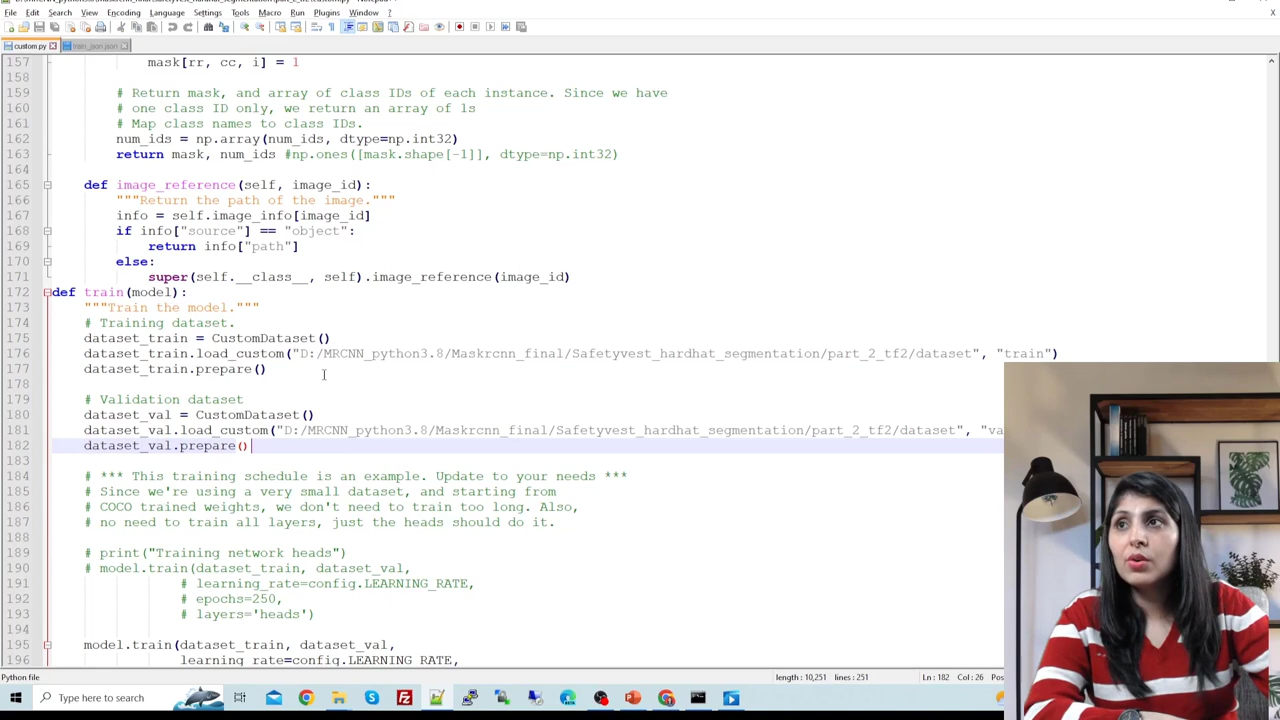 File Edit Search View Encoding Language Settings Tools Macro Run Plugins Window ?
X
custom.py train_json.json
157 mask[rr, cc, i] = 1
158
159 # Return mask, and array of class IDs of each instance. Since we have
160 # one class ID only, we return an array of 1s
161 # Map class names to class IDs.
162 num_ids = np.array(num_ids, dtype=np.int32)
163 return mask, num_ids #np.ones([mask.shape[-1]], dtype=np.int32)
164
165 def image_reference(self, image_id):
166 """Return the path of the image."""
167 info = self.image_info[image_id]
168 if info["source"] == "object":
169 return info["path"]
170 else:
171 super(self.__class__, self).image_reference(image_id)
172 def train(model):
173 """Train the model."""
174 # Training dataset.
175 dataset_train = CustomDataset()
176 dataset_train.load_custom("D:/MRCNN_python3.8/Maskrcnn_final/Safetyvest_hardhat_segmentation/part_2_tf2/dataset", "train")
177 dataset_train.prepare()
178
179 # Validation dataset
180 dataset_val = CustomDataset()
181 dataset_val.load_custom("D:/MRCNN_python3.8/Maskrcnn_final/Safetyvest_hardhat_segmentation/part_2_tf2/dataset", "va
182 dataset_val.prepare()
183
184 # *** This training schedule is an example. Update to your needs ***
185 # Since we're using a very small dataset, and starting from
186 # COCO trained weights, we don't need to train too long. Also,
187 # no need to train all layers, just the heads should do it.
188
189 # print("Training network heads")
190 # model.train(dataset_train, dataset_val,
191 # learning_rate=config.LEARNING_RATE,
192 # epochs=250,
193 # layers='heads')
194
195 model.train(dataset_train, dataset_val,
196 learning_rate=config.LEARNING_RATE,
Python file length : 10,251 lines : 251 Ln : 182 Col : 26
Type here to search